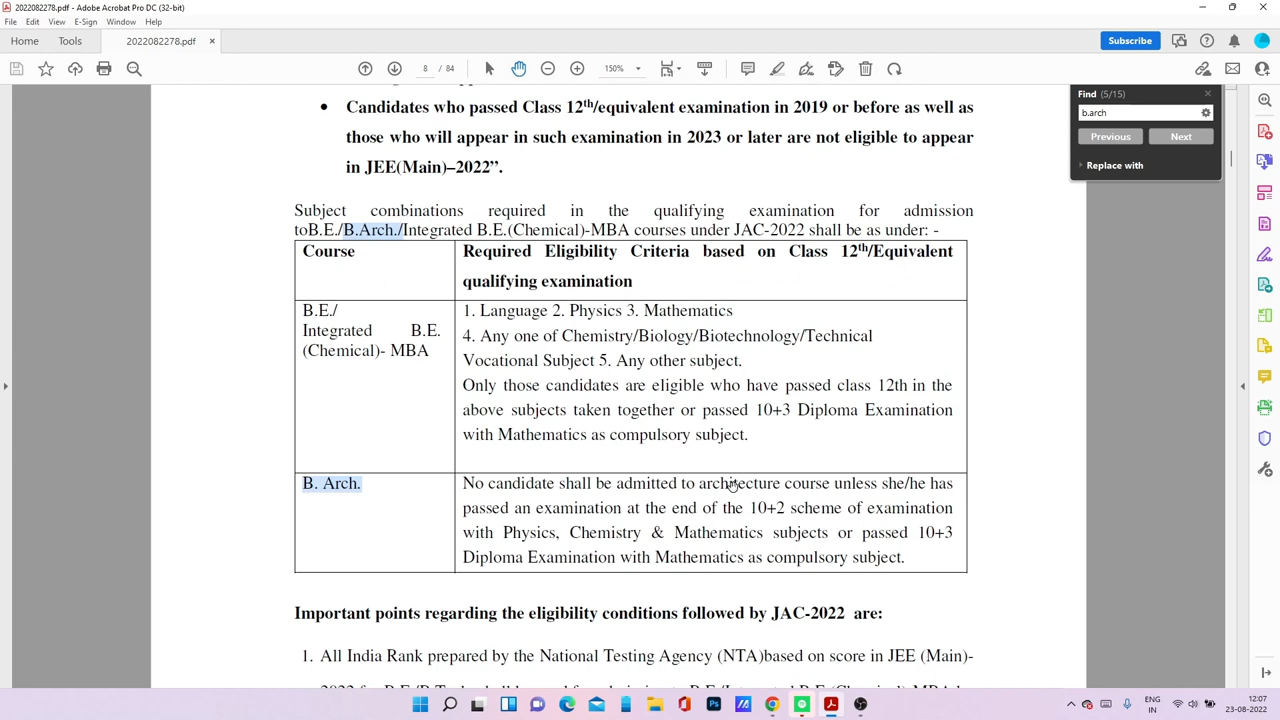 2022082278.pdf - Adobe Acrobat Pro DC (32-bit)
File Edit View E-Sign Window Help
Home Tools 2022082278.pdf × Subscribe
8 / 84 150%
Find (5/15)
b.arch
Previous Next
Replace with
• Candidates who passed Class 12th/equivalent examination in 2019 or before as well as
those who will appear in such examination in 2023 or later are not eligible to appear
in JEE(Main)–2022”.
Subject combinations required in the qualifying examination for admission
toB.E./B.Arch./Integrated B.E.(Chemical)-MBA courses under JAC-2022 shall be as under: -
Course
Required Eligibility Criteria based on Class 12th/Equivalent
qualifying examination
B.E./
Integrated B.E.
(Chemical)- MBA
1. Language 2. Physics 3. Mathematics
4. Any one of Chemistry/Biology/Biotechnology/Technical
Vocational Subject 5. Any other subject.
Only those candidates are eligible who have passed class 12th in the
above subjects taken together or passed 10+3 Diploma Examination
with Mathematics as compulsory subject.
B. Arch.
No candidate shall be admitted to architecture course unless she/he has
passed an examination at the end of the 10+2 scheme of examination
with Physics, Chemistry & Mathematics subjects or passed 10+3
Diploma Examination with Mathematics as compulsory subject.
Important points regarding the eligibility conditions followed by JAC-2022 are:
1. All India Rank prepared by the National Testing Agency (NTA)based on score in JEE (Main)-
ENG
IN
12:07
23-08-2022